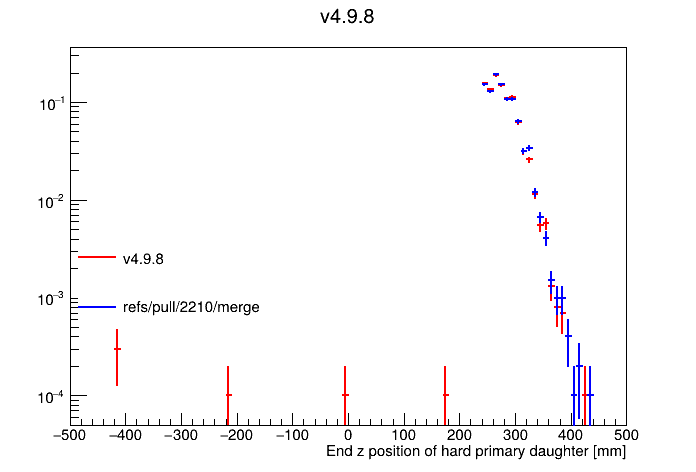 v4.9.8
10⁻¹
10⁻²
v4.9.8
refs/pull/2210/merge
10⁻³
10⁻⁴
−500 −400 −300 −200 −100 0 100 200 300 400 500
End z position of hard primary daughter [mm]